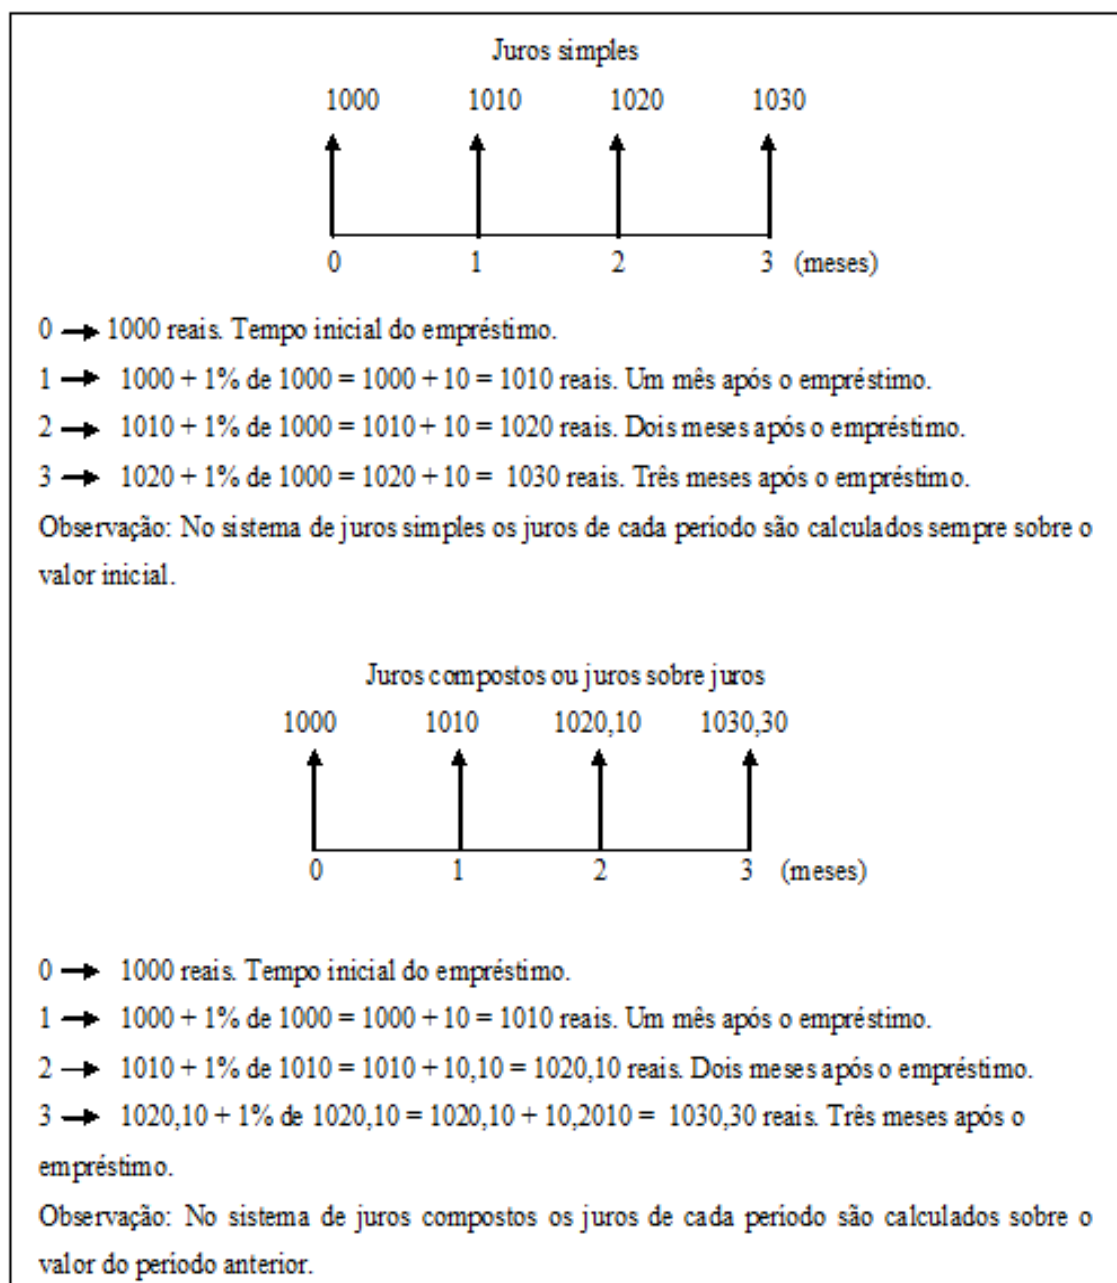 Juros simples
1000 1010 1020 1030
0 1 2 3 (meses)
0 → 1000 reais. Tempo inicial do empréstimo.
1 → 1000 + 1% de 1000 = 1000 + 10 = 1010 reais. Um mês após o empréstimo.
2 → 1010 + 1% de 1000 = 1010 + 10 = 1020 reais. Dois meses após o empréstimo.
3 → 1020 + 1% de 1000 = 1020 + 10 = 1030 reais. Três meses após o empréstimo.
Observação: No sistema de juros simples os juros de cada período são calculados sempre sobre o
valor inicial.
Juros compostos ou juros sobre juros
1000 1010 1020,10 1030,30
0 1 2 3 (meses)
0 → 1000 reais. Tempo inicial do empréstimo.
1 → 1000 + 1% de 1000 = 1000 + 10 = 1010 reais. Um mês após o empréstimo.
2 → 1010 + 1% de 1010 = 1010 + 10,10 = 1020,10 reais. Dois meses após o empréstimo.
3 → 1020,10 + 1% de 1020,10 = 1020,10 + 10,2010 = 1030,30 reais. Três meses após o
empréstimo.
Observação: No sistema de juros compostos os juros de cada período são calculados sobre o
valor do período anterior.